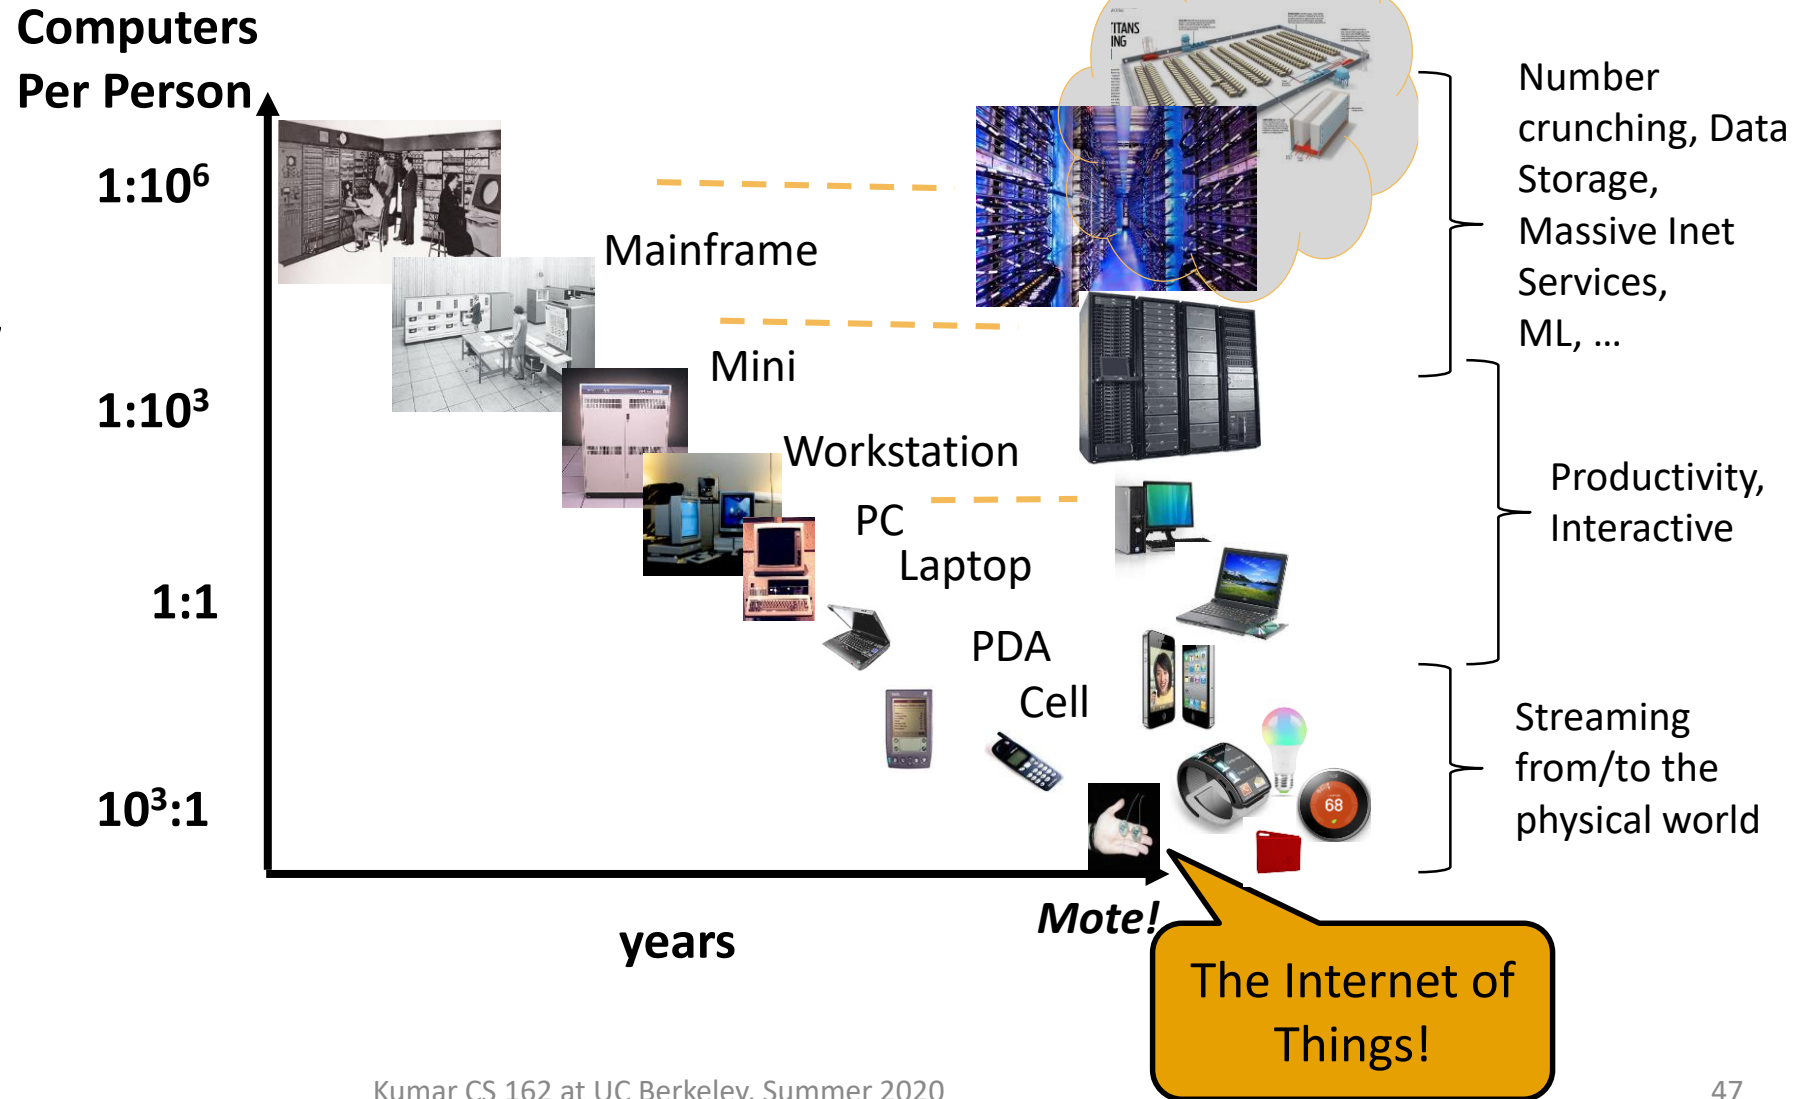 Computers
Per Person
1:10⁶
1:10³
1:1
10³:1
TITANS
Mainframe
Mini
Workstation
PC
Laptop
PDA
Cell
68
Number
crunching, Data
Storage,
Massive Inet
Services,
ML, …
Productivity,
Interactive
Streaming
from/to the
physical world
years
Mote!
The Internet of
Things!
Kumar CS 162 at UC Berkeley, Summer 2020
47